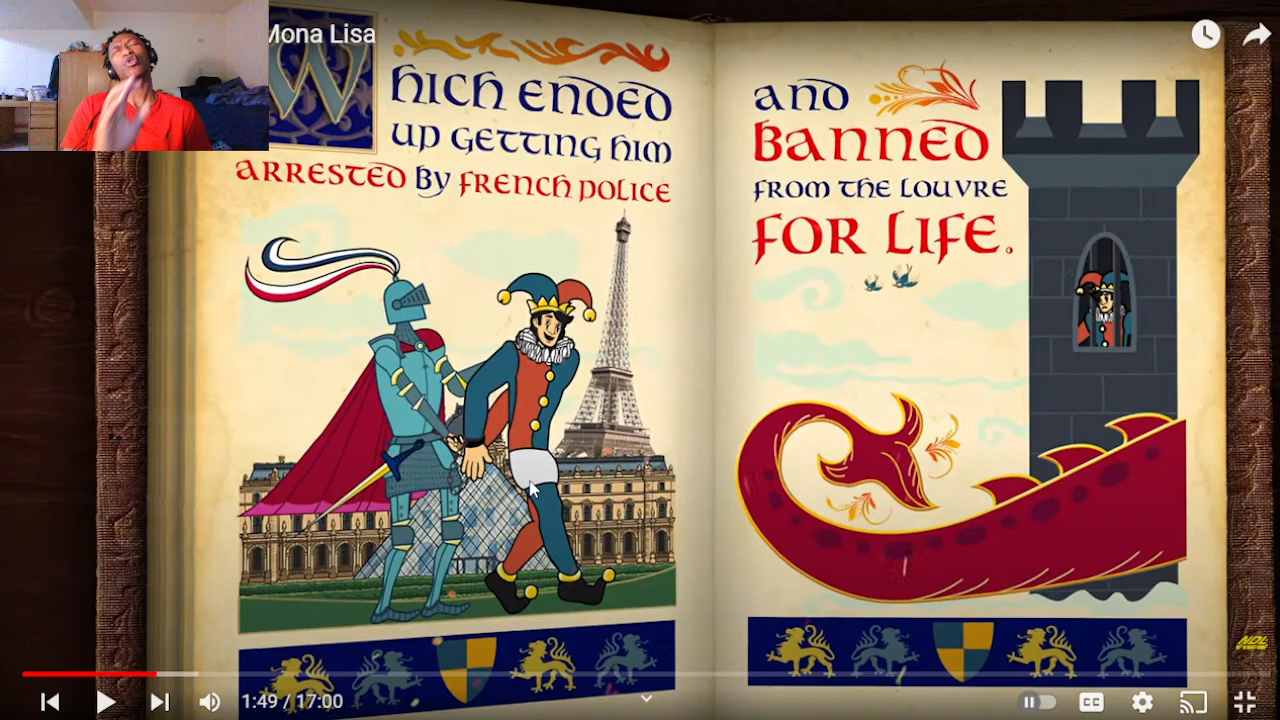 Mona Lisa
WHICH ENDED
UP GETTING HIM
ARRESTED BY FRENCH POLICE
AND
BANNED
FROM THE LOUVRE
FOR LIFE.
1:49 / 17:00
CC